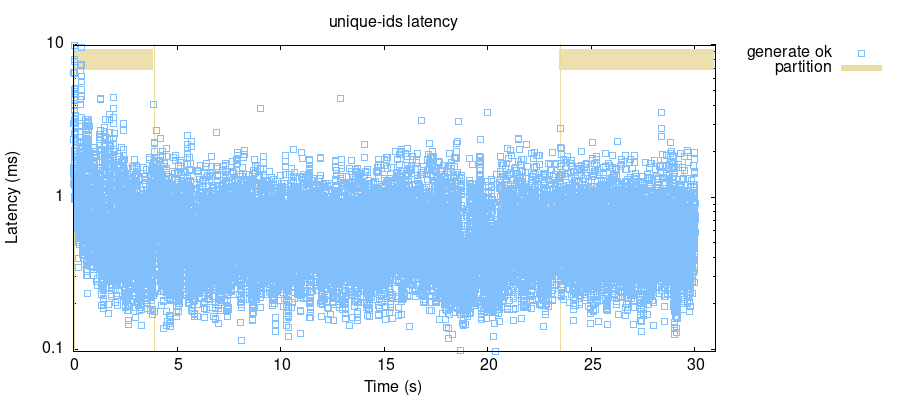 unique-ids latency
generate ok
partition
Latency (ms)
10
1
0.1
0 5 10 15 20 25 30
Time (s)